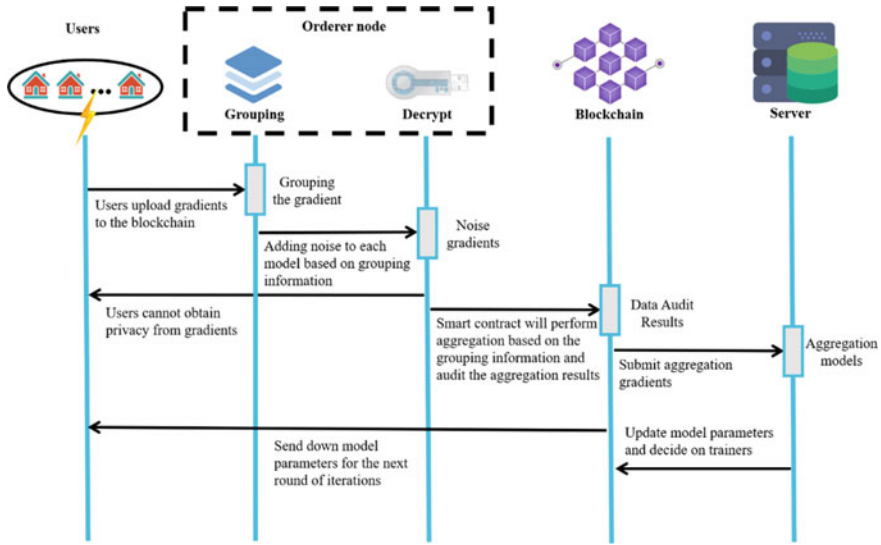 Users
Orderer node
Grouping
Decrypt
Blockchain
Server
Users upload gradients
to the blockchain
Grouping
the gradient
Adding noise to each
model based on grouping
information
Noise
gradients
Users cannot obtain
privacy from gradients
Smart contract will perform
aggregation based on the
grouping information and
audit the aggregation results
Data Audit
Results
Submit aggregation
gradients
Aggregation
models
Send down model
parameters for the next
round of iterations
Update model parameters
and decide on trainers